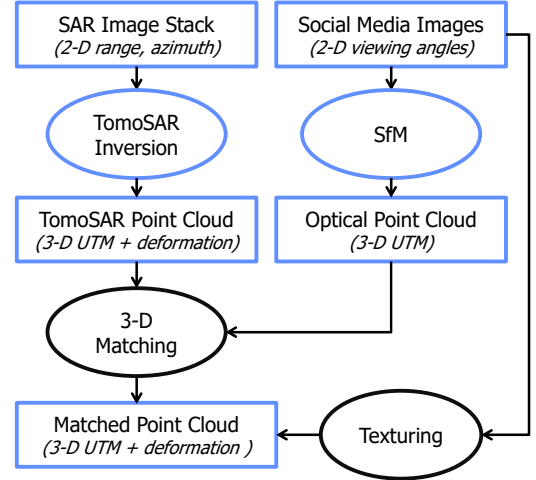 SAR Image Stack
(2-D range, azimuth)
Social Media Images
(2-D viewing angles)
TomoSAR
Inversion
SfM
TomoSAR Point Cloud
(3-D UTM + deformation)
Optical Point Cloud
(3-D UTM)
3-D
Matching
Matched Point Cloud
(3-D UTM + deformation )
Texturing